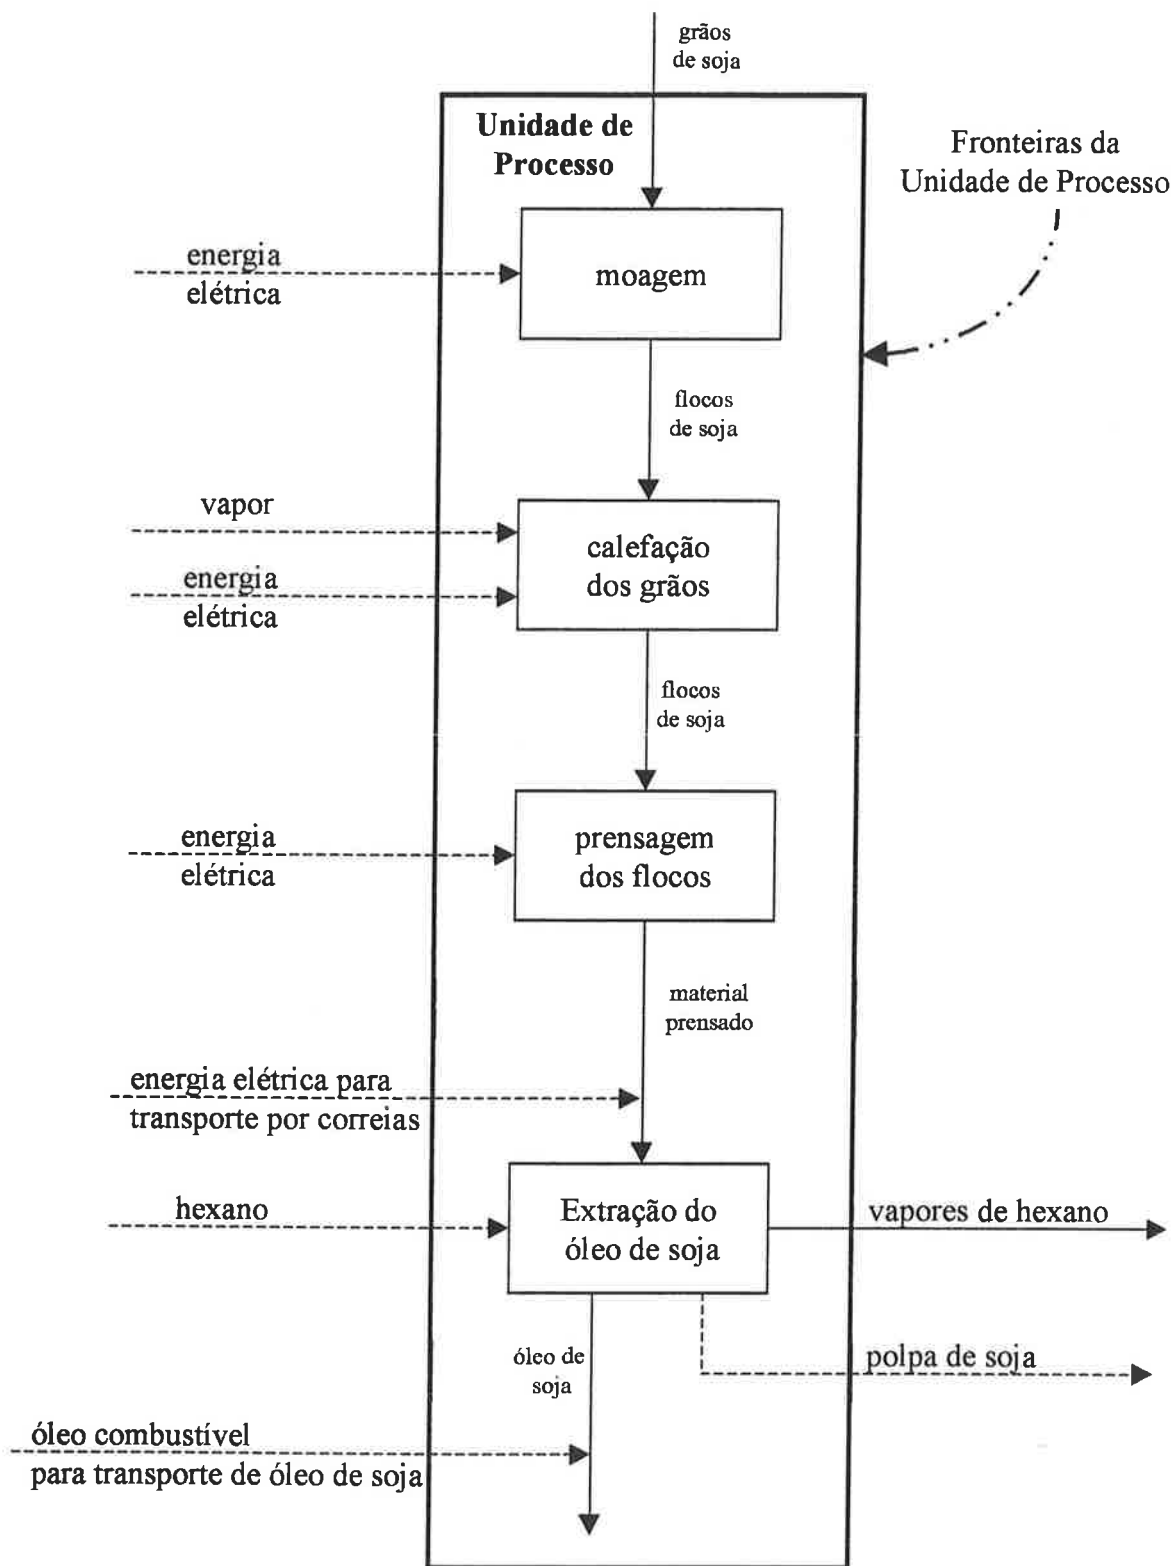 grãos
de soja
Unidade de
Processo
Fronteiras da
Unidade de Processo
energia
elétrica
moagem
flocos
de soja
vapor
energia
elétrica
calefação
dos grãos
flocos
de soja
energia
elétrica
prensagem
dos flocos
material
prensado
energia elétrica para
transporte por correias
hexano
Extração do
óleo de soja
vapores de hexano
óleo de
soja
polpa de soja
óleo combustível
para transporte de óleo de soja